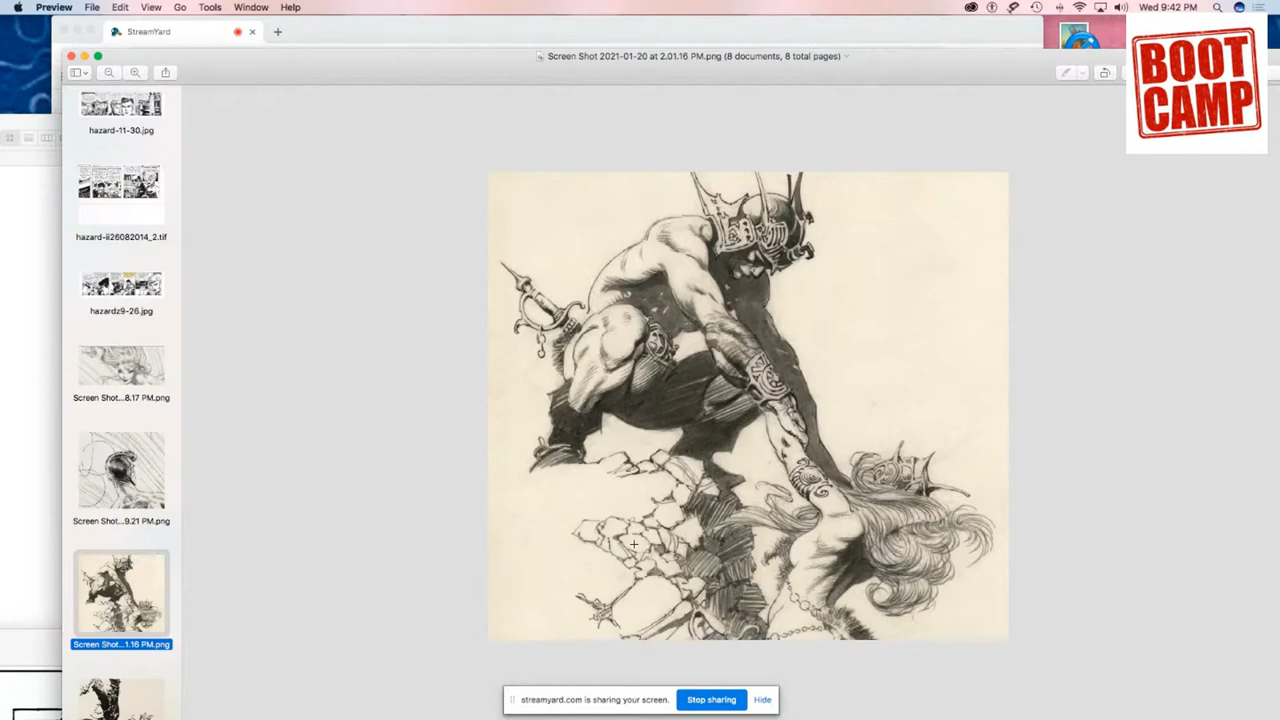 Preview File Edit View Go Tools Window Help
Wed 9:42 PM
StreamYard
Screen Shot 2021-01-20 at 2.01.16 PM.png (8 documents, 8 total pages)
BOOT
CAMP
hazard-11-30.jpg
hazard-ii26082014_2.tif
hazardz9-26.jpg
Screen Shot...8.17 PM.png
Screen Shot...9.21 PM.png
Screen Shot...1.16 PM.png
streamyard.com is sharing your screen. Stop sharing Hide